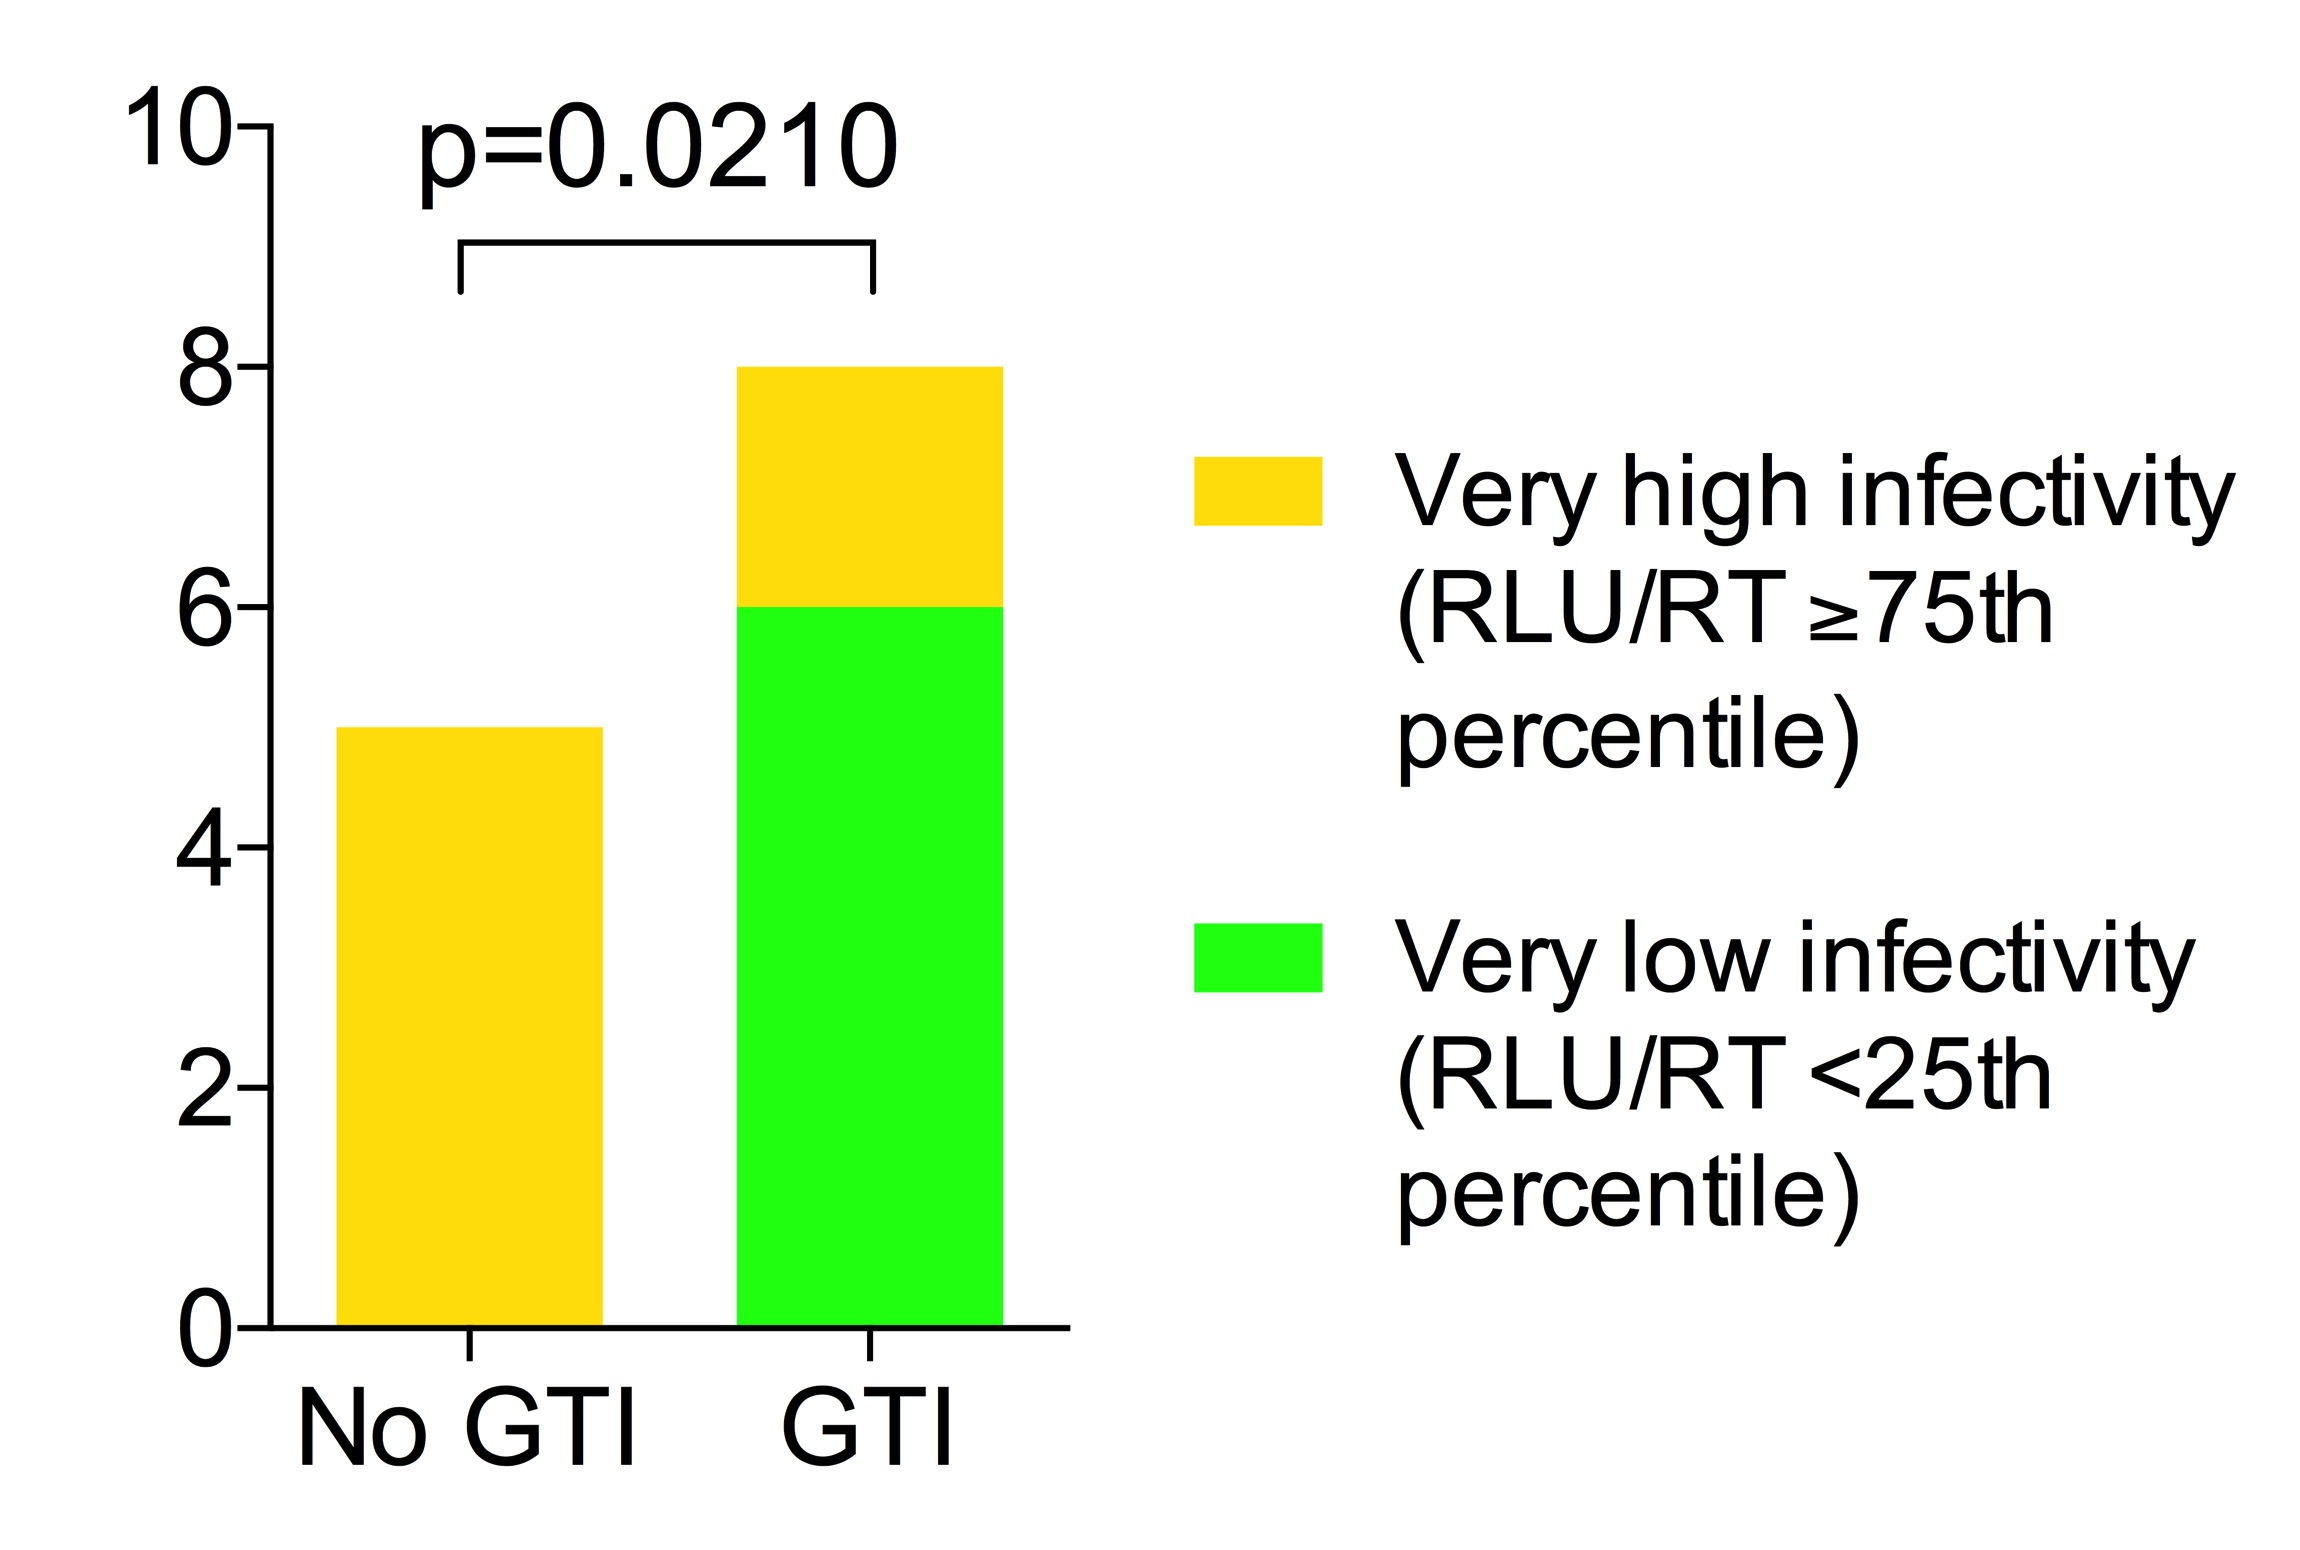 10
8
6
4
2
0
p=0.0210
No GTI
GTI
Very high infectivity
(RLU/RT ≥75th
percentile)
Very low infectivity
(RLU/RT <25th
percentile)